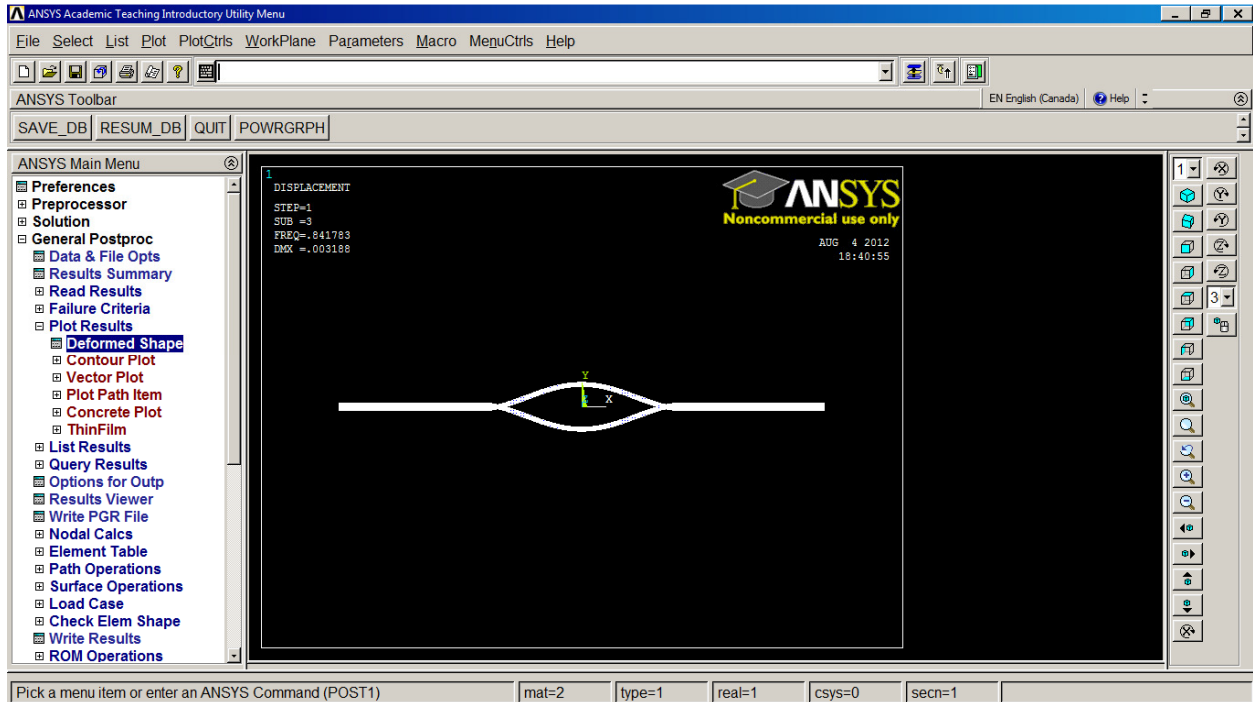 ANSYS Academic Teaching Introductory Utility Menu
File Select List Plot PlotCtrls WorkPlane Parameters Macro MenuCtrls Help
ANSYS Toolbar
EN English (Canada) Help
SAVE_DB RESUM_DB QUIT POWRGRPH
ANSYS Main Menu
Preferences
Preprocessor
Solution
General Postproc
Data & File Opts
Results Summary
Read Results
Failure Criteria
Plot Results
Deformed Shape
Contour Plot
Vector Plot
Plot Path Item
Concrete Plot
ThinFilm
List Results
Query Results
Options for Outp
Results Viewer
Write PGR File
Nodal Calcs
Element Table
Path Operations
Surface Operations
Load Case
Check Elem Shape
Write Results
ROM Operations
1
DISPLACEMENT
STEP=1
SUB =3
FREQ=.841783
DMX =.003188
ANSYS
Noncommercial use only
AUG 4 2012
18:40:55
Y
X
1
3
Pick a menu item or enter an ANSYS Command (POST1) mat=2 type=1 real=1 csys=0 secn=1